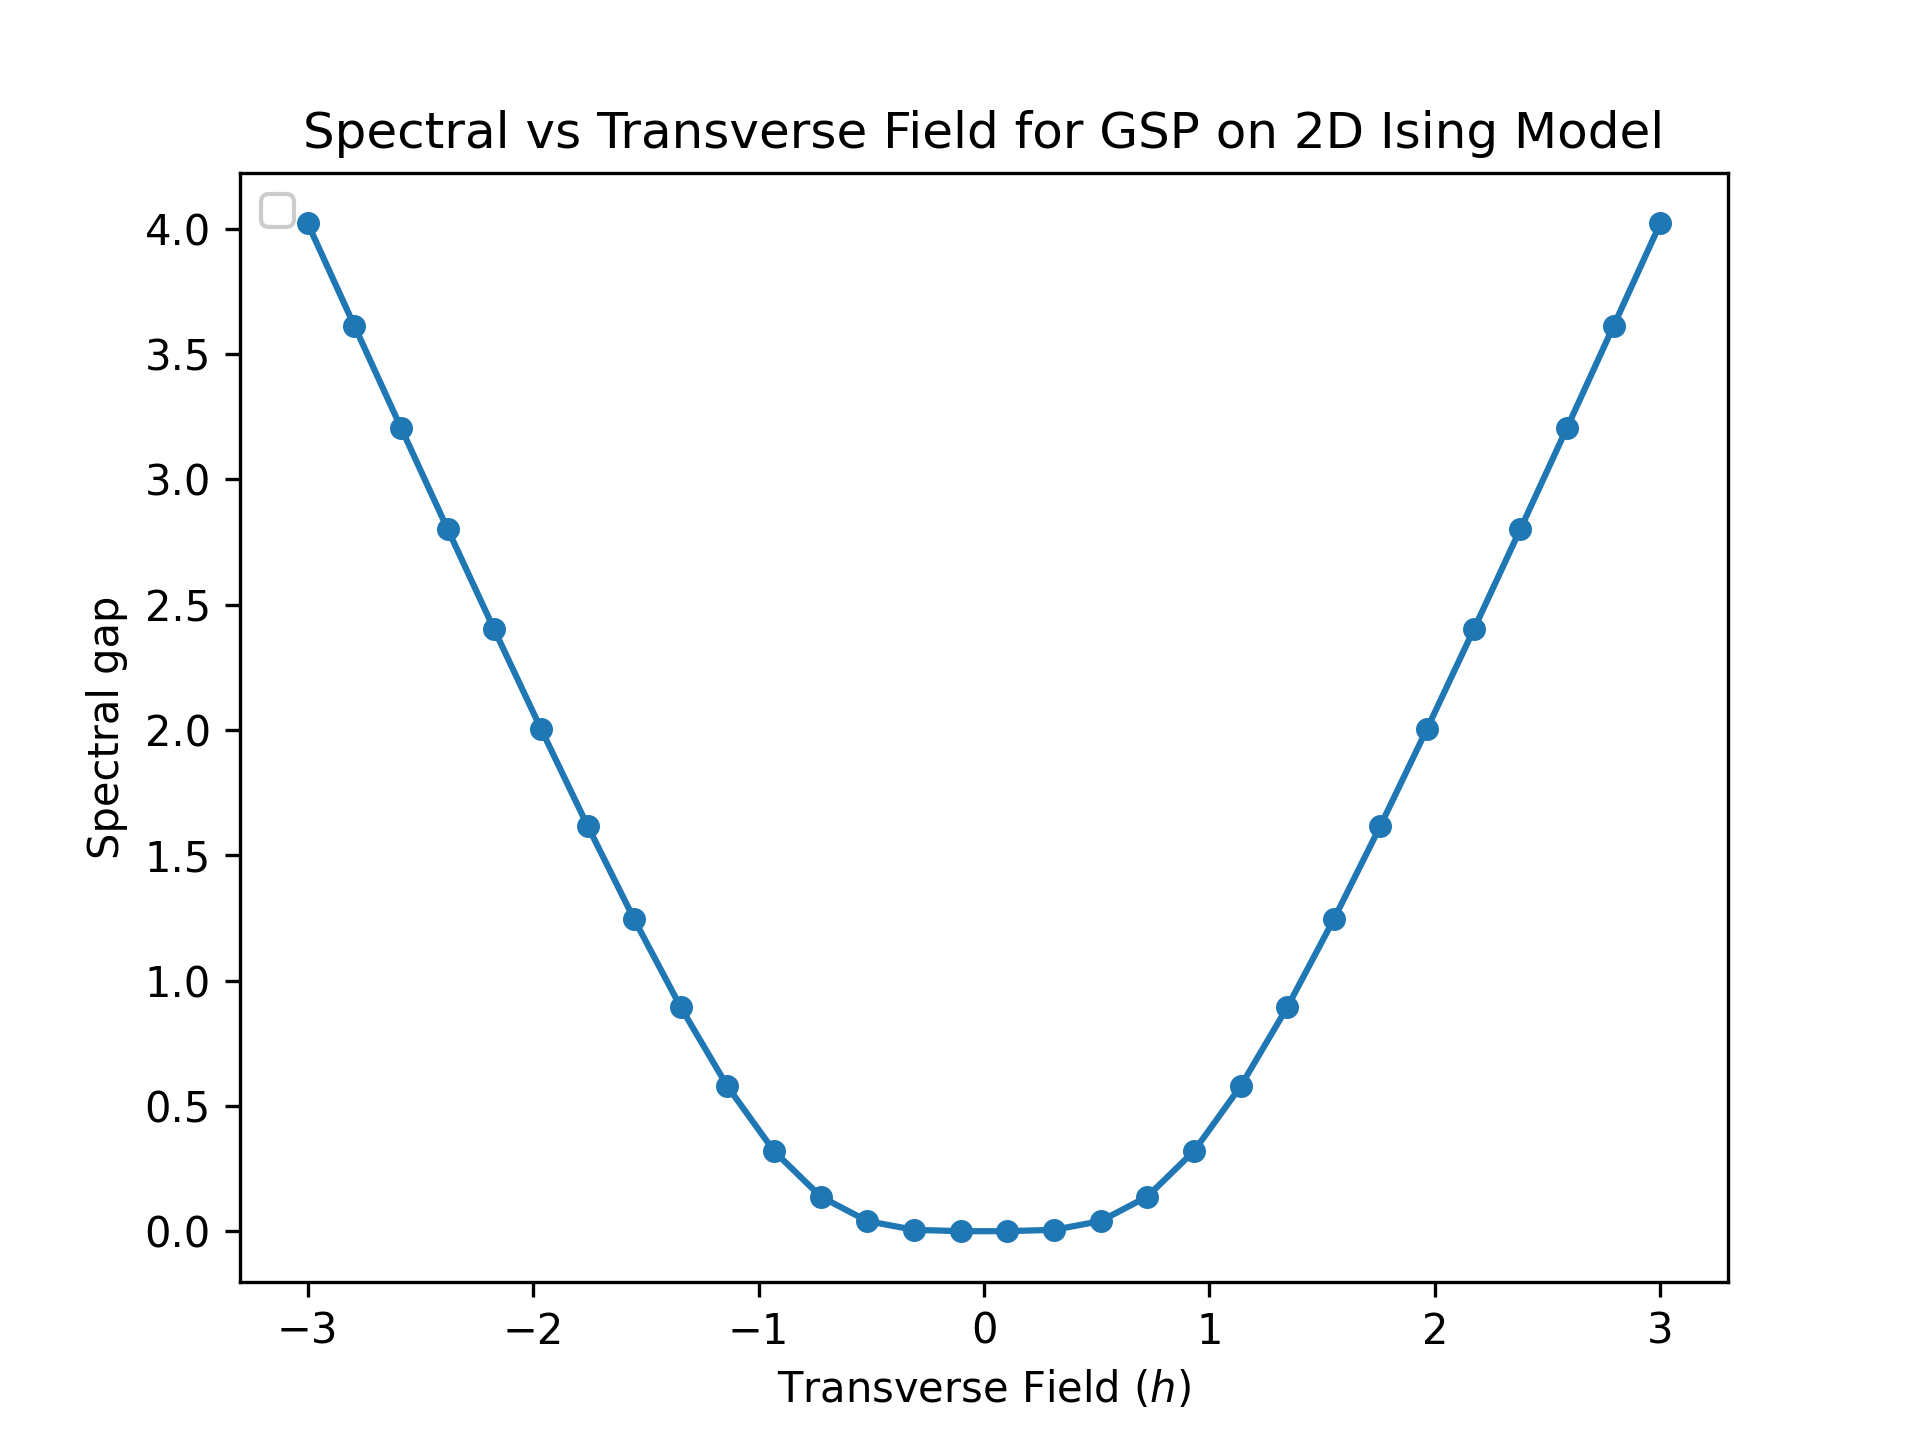 Spectral vs Transverse Field for GSP on 2D Ising Model
4.0
3.5
3.0
2.5
2.0
1.5
1.0
0.5
0.0
Spectral gap
−3 −2 −1 0 1 2 3
Transverse Field (h)